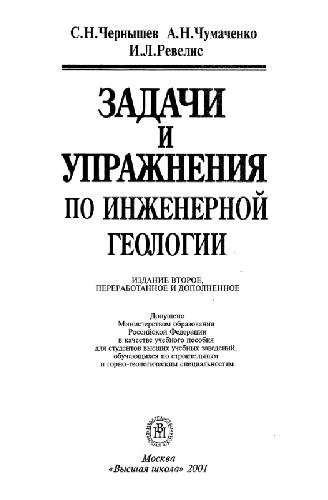 С.Н.Чернышев А.Н.Чумаченко
И.Л.Ревелис
ЗАДАЧИ
И
УПРАЖНЕНИЯ
ПО ИНЖЕНЕРНОЙ
ГЕОЛОГИИ
ИЗДАНИЕ ВТОРОЕ,
ПЕРЕРАБОТАННОЕ И ДОПОЛНЕННОЕ
Допущено
Министерством образования
Российской Федерации
в качестве учебного пособия
для студентов высших учебных заведений,
обучающихся по строительным
и горно-геологическим специальностям
Москва
«Высшая школа» 2001